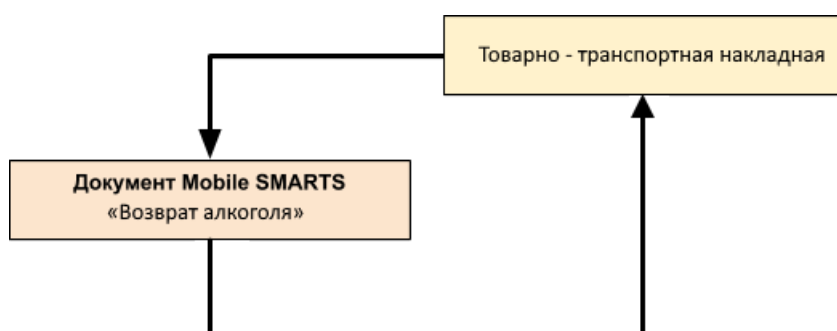 Товарно - транспортная накладная
Документ Mobile SMARTS
«Возврат алкоголя»